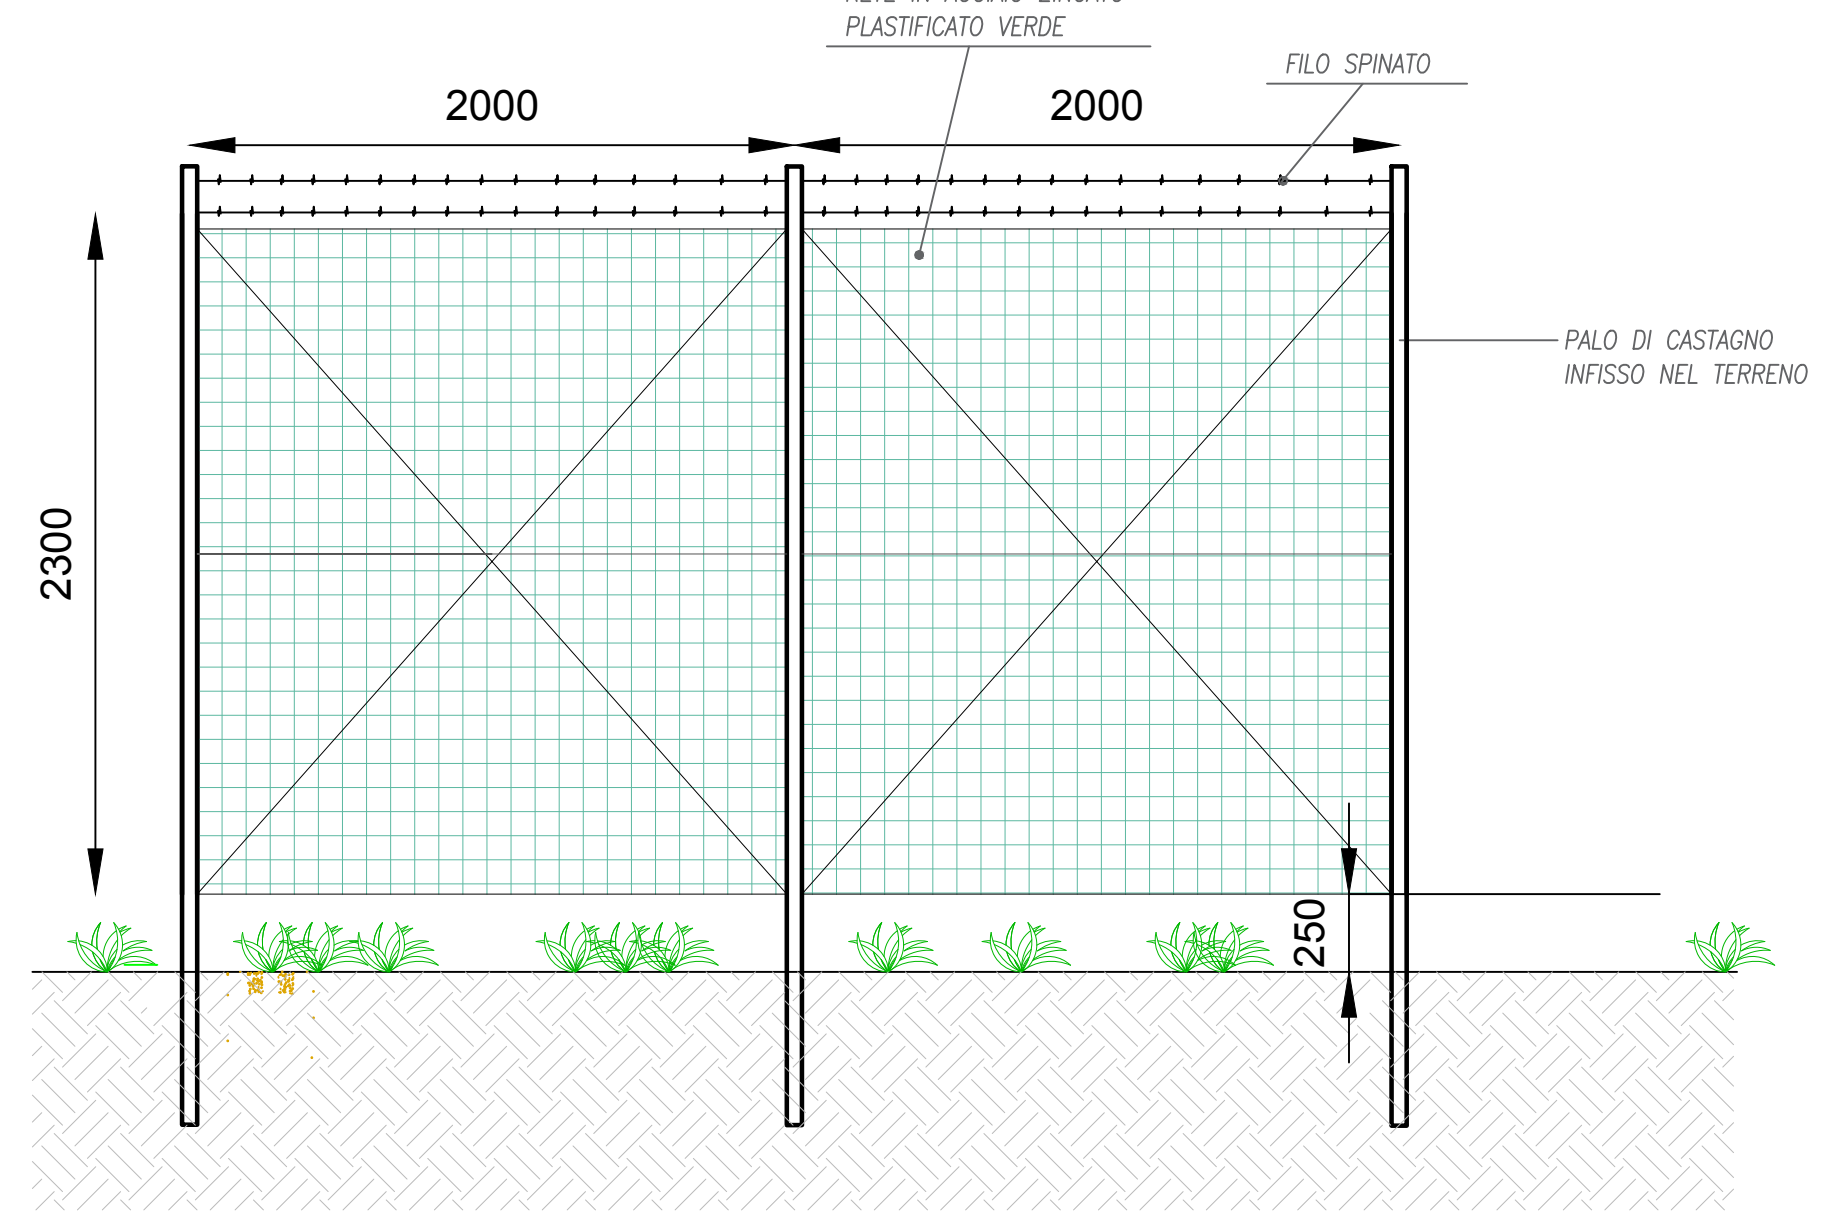 PLASTIFICATO VERDE
FILO SPINATO
2000
2000
PALO DI CASTAGNO
INFISSO NEL TERRENO
2300
250